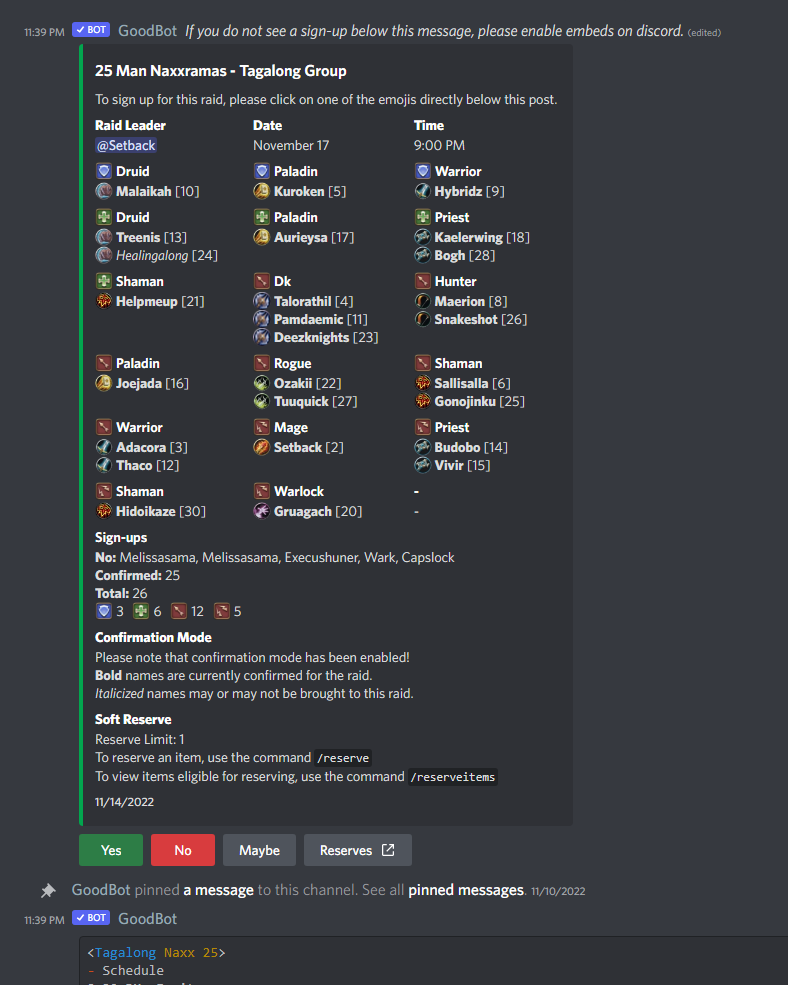 11:39 PM ✓ BOT GoodBot If you do not see a sign-up below this message, please enable embeds on discord. (edited)
25 Man Naxxramas - Tagalong Group
To sign up for this raid, please click on one of the emojis directly below this post.
Raid Leader Date Time
@Setback November 17 9:00 PM
Druid Paladin Warrior
Malaikah [10] Kuroken [5] Hybridz [9]
Druid Paladin Priest
Treenis [13] Aurieysa [17] Kaelerwing [18]
Healingalong [24] Bogh [28]
Shaman Dk Hunter
Helpmeup [21] Talorathil [4] Maerion [8]
Pamdaemic [11] Snakeshot [26]
Deezknights [23]
Paladin Rogue Shaman
Joejada [16] Ozakii [22] Sallisalla [6]
Tuuquick [27] Gonojinku [25]
Warrior Mage Priest
Adacora [3] Setback [2] Budobo [14]
Thaco [12] Vivir [15]
Shaman Warlock -
Hidoikaze [30] Gruagach [20] -
Sign-ups
No: Melissasama, Melissasama, Execushuner, Wark, Capslock
Confirmed: 25
Total: 26
3 6 12 5
Confirmation Mode
Please note that confirmation mode has been enabled!
Bold names are currently confirmed for the raid.
Italicized names may or may not be brought to this raid.
Soft Reserve
Reserve Limit: 1
To reserve an item, use the command /reserve
To view items eligible for reserving, use the command /reserveitems
11/14/2022
Yes No Maybe Reserves
GoodBot pinned a message to this channel. See all pinned messages. 11/10/2022
11:39 PM ✓ BOT GoodBot
<Tagalong Naxx 25>
- Schedule